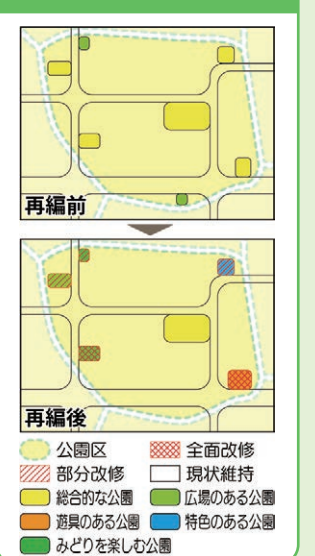 再編前
再編後
公園区 全面改修
部分改修 現状維持
総合的な公園 広場のある公園
遊具のある公園 特色のある公園
みどりを楽しむ公園